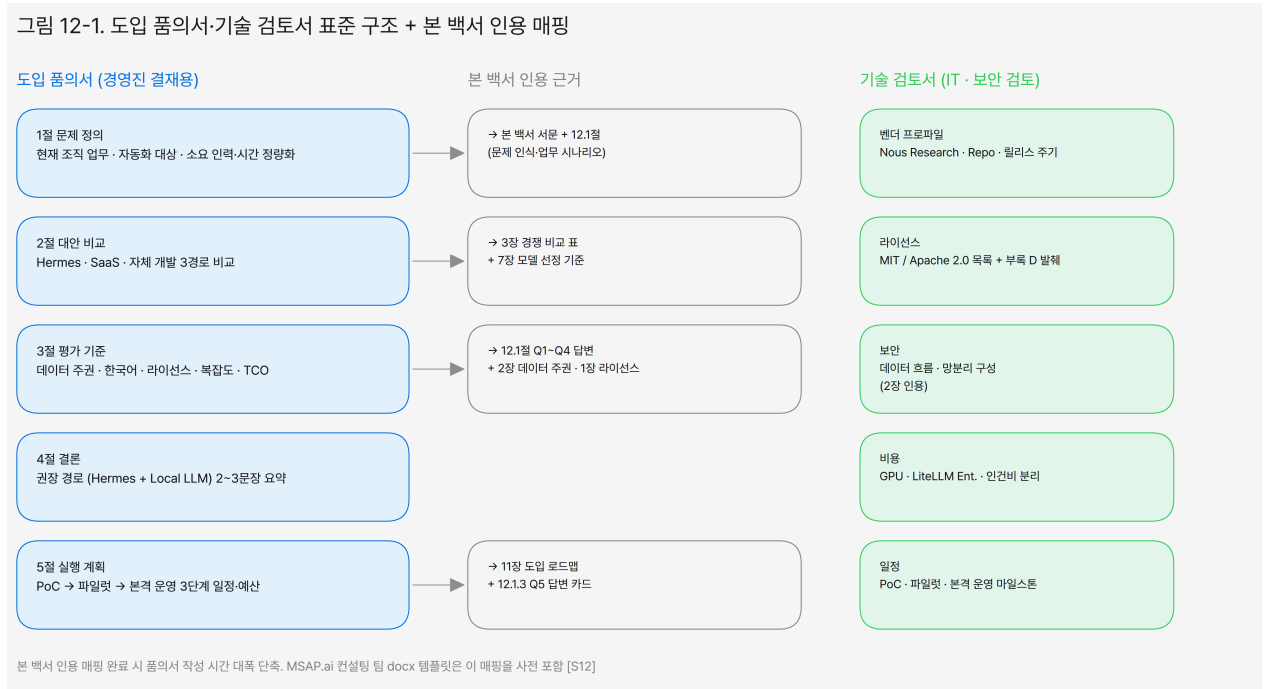 그림 12-1. 도입 품의서·기술 검토서 표준 구조 + 본 백서 인용 매핑
도입 품의서 (경영진 결재용)
본 백서 인용 근거
기술 검토서 (IT · 보안 검토)
1절 문제 정의
현재 조직 업무 · 자동화 대상 · 소요 인력·시간 정량화
→ 본 백서 서문 + 12.1절
(문제 인식·업무 시나리오)
벤더 프로파일
Nous Research · Repo · 릴리스 주기
2절 대안 비교
Hermes · SaaS · 자체 개발 3경로 비교
→ 3장 경쟁 비교 표
+ 7장 모델 선정 기준
라이선스
MIT / Apache 2.0 목록 + 부록 D 발췌
3절 평가 기준
데이터 주권 · 한국어 · 라이선스 · 복잡도 · TCO
→ 12.1절 Q1~Q4 답변
+ 2장 데이터 주권 · 1장 라이선스
보안
데이터 흐름 · 망분리 구성
(2장 인용)
4절 결론
권장 경로 (Hermes + Local LLM) 2~3문장 요약
비용
GPU · LiteLLM Ent. · 인건비 분리
5절 실행 계획
PoC → 파일럿 → 본격 운영 3단계 일정·예산
→ 11장 도입 로드맵
+ 12.1.3 Q5 답변 카드
일정
PoC · 파일럿 · 본격 운영 마일스톤
본 백서 인용 매핑 완료 시 품의서 작성 시간 대폭 단축. MSAP.ai 컨설팅 팀 docx 템플릿은 이 매핑을 사전 포함 [S12]